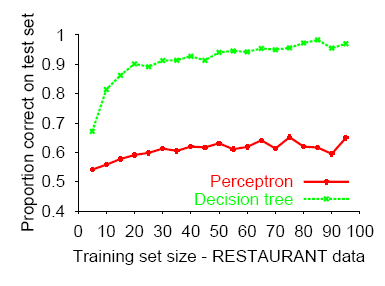 Proportion correct on test set
1
0.9
0.8
0.7
0.6
0.5
0.4
Perceptron
Decision tree
0 10 20 30 40 50 60 70 80 90 100
Training set size - RESTAURANT data